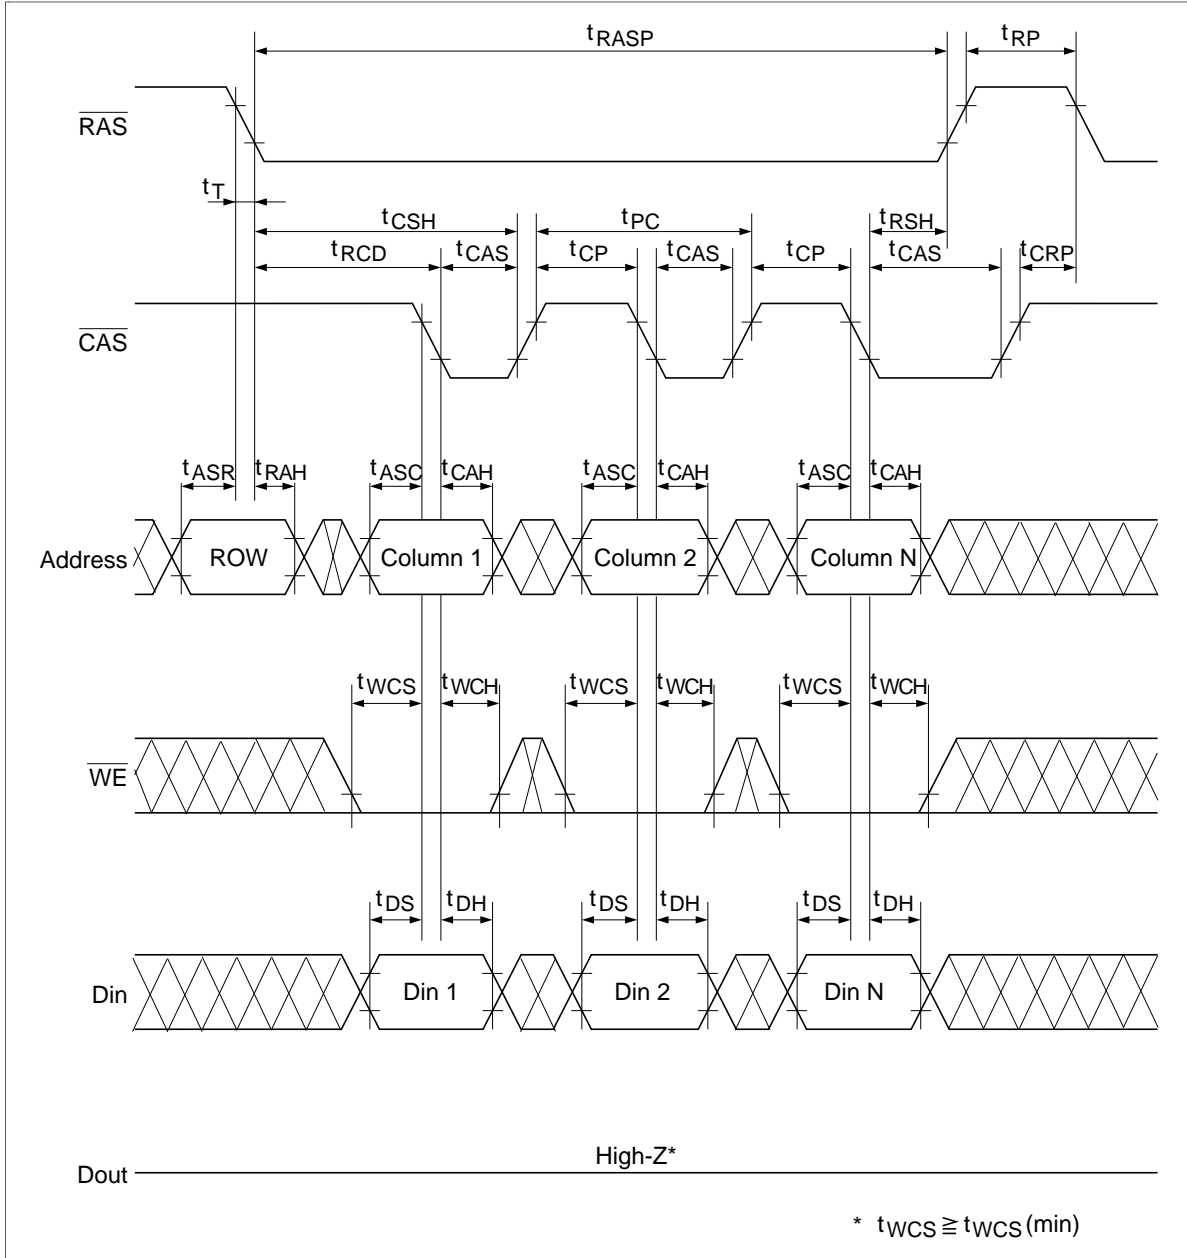 tRASP tRP
RAS
tT
tCSH tPC tRSH
tRCD tCAS tCP tCAS tCP tCAS tCRP
CAS
tASR tRAH tASC tCAH tASC tCAH tASC tCAH
Address ROW Column 1 Column 2 Column N
tWCS tWCH tWCS tWCH tWCS tWCH
WE
tDS tDH tDS tDH tDS tDH
Din Din 1 Din 2 Din N
High-Z*
Dout
* tWCS ≧ tWCS (min)